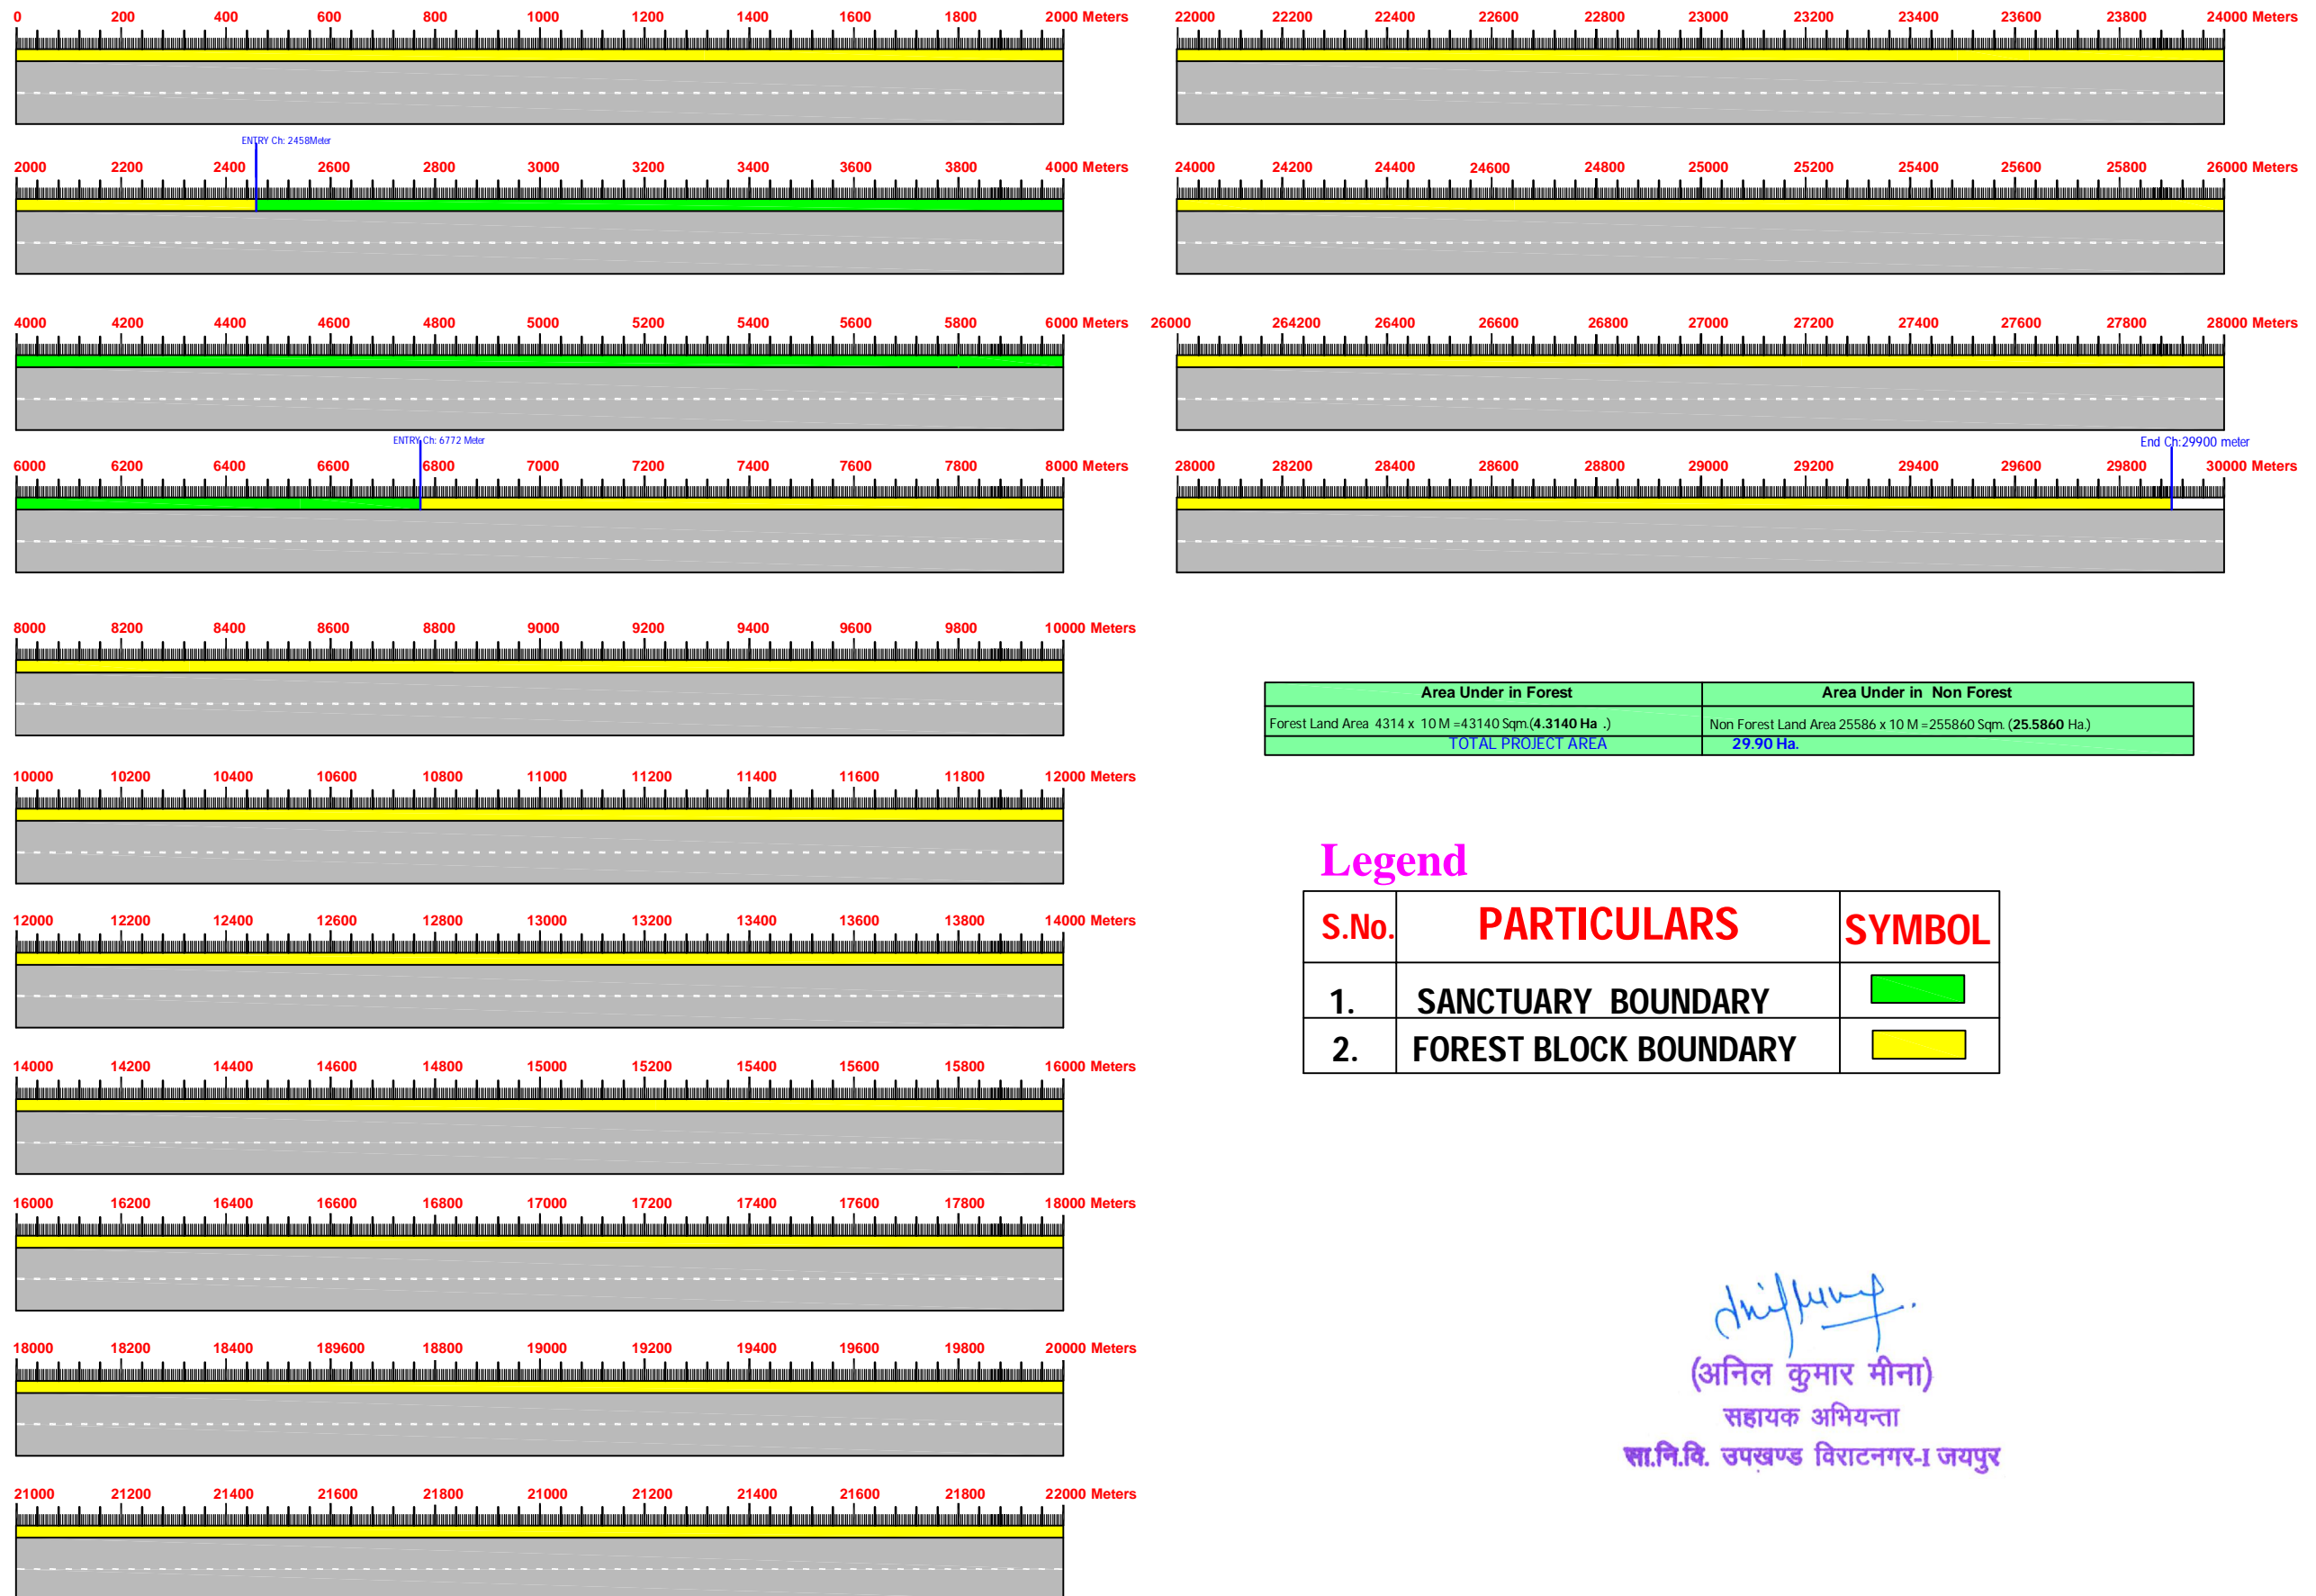 0 200 400 600 800 1000 1200 1400 1600 1800 2000 Meters
ENTRY Ch: 2458Meter
2000 2200 2400 2600 2800 3000 3200 3400 3600 3800 4000 Meters
4000 4200 4400 4600 4800 5000 5200 5400 5600 5800 6000 Meters
ENTRY Ch: 6772 Meter
6000 6200 6400 6600 6800 7000 7200 7400 7600 7800 8000 Meters
8000 8200 8400 8600 8800 9000 9200 9400 9600 9800 10000 Meters
10000 10200 10400 10600 10800 11000 11200 11400 11600 11800 12000 Meters
12000 12200 12400 12600 12800 13000 13200 13400 13600 13800 14000 Meters
14000 14200 14400 14600 14800 15000 15200 15400 15600 15800 16000 Meters
16000 16200 16400 16600 16800 17000 17200 17400 17600 17800 18000 Meters
18000 18200 18400 189600 18800 19000 19200 19400 19600 19800 20000 Meters
21000 21200 21400 21600 21800 21000 21200 21400 21600 21800 22000 Meters
22000 22200 22400 22600 22800 23000 23200 23400 23600 23800 24000 Meters
24000 24200 24400 24600 24800 25000 25200 25400 25600 25800 26000 Meters
26000 264200 26400 26600 26800 27000 27200 27400 27600 27800 28000 Meters
End Ch:29900 meter
28000 28200 28400 28600 28800 29000 29200 29400 29600 29800 30000 Meters
Area Under in Forest Area Under in Non Forest
Forest Land Area 4314 x 10 M =43140 Sqm.(4.3140 Ha .) Non Forest Land Area 25586 x 10 M =255860 Sqm. (25.5860 Ha.)
TOTAL PROJECT AREA 29.90 Ha.
Legend
S.No. PARTICULARS SYMBOL
1. SANCTUARY BOUNDARY
2. FOREST BLOCK BOUNDARY
(अनिल कुमार मीना)
सहायक अभियन्ता
सा.नि.वि. उपखण्ड विराटनगर-I जयपुर